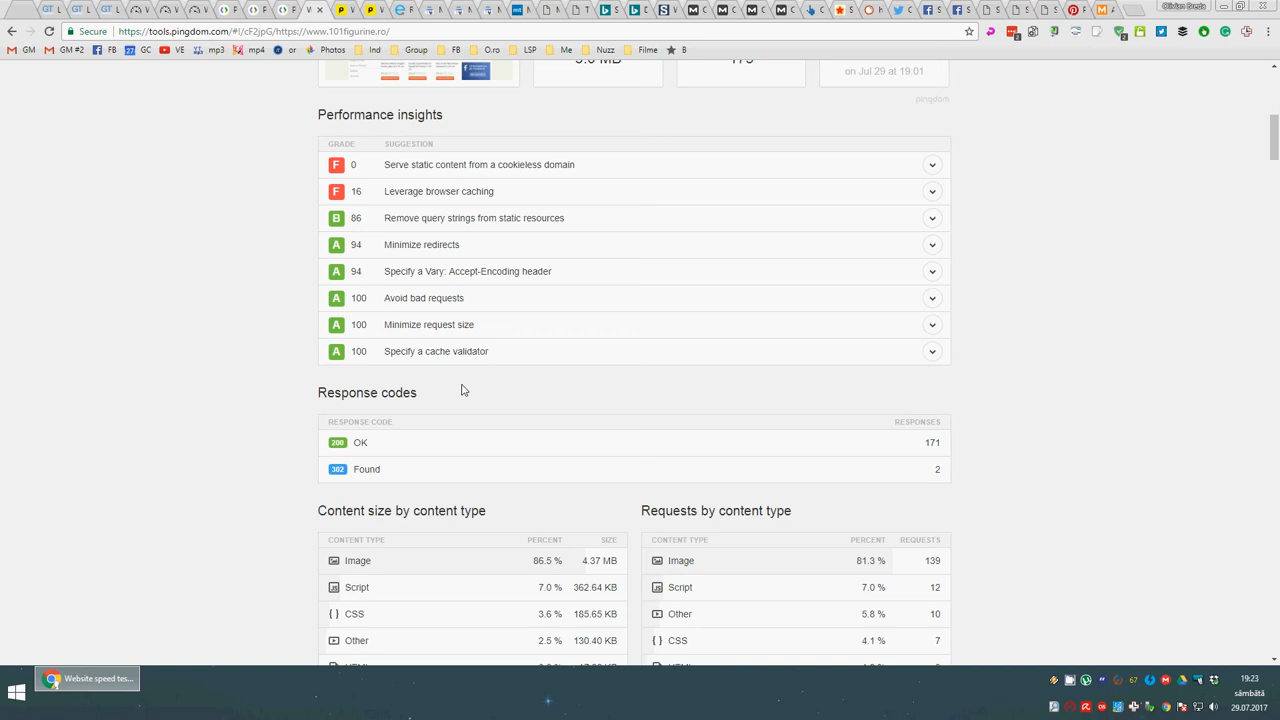 Secure https://tools.pingdom.com/#!/cF2jpG/https://www.101figurine.ro/
GM GM #2 FB GC VE mp3 mp4 or Photos Ind Group FB O.ro LSP Me Nuzz Filme B
on Jul 29 at 19:01
pingdom
Performance insights
GRADE SUGGESTION
F 0 Serve static content from a cookieless domain
F 16 Leverage browser caching
B 86 Remove query strings from static resources
A 94 Minimize redirects
A 94 Specify a Vary: Accept-Encoding header
A 100 Avoid bad requests
A 100 Minimize request size
A 100 Specify a cache validator
Response codes
RESPONSE CODE RESPONSES
200 OK 171
302 Found 2
Content size by content type
CONTENT TYPE PERCENT SIZE
Image 86.5 % 4.37 MB
Script 7.0 % 362.64 KB
CSS 3.6 % 185.65 KB
Other 2.5 % 130.40 KB
Requests by content type
CONTENT TYPE PERCENT REQUESTS
Image 81.3 % 139
Script 7.0 % 12
Other 5.8 % 10
CSS 4.1 % 7
Website speed tes...
67
19:23
sâmbătă
29.07.2017